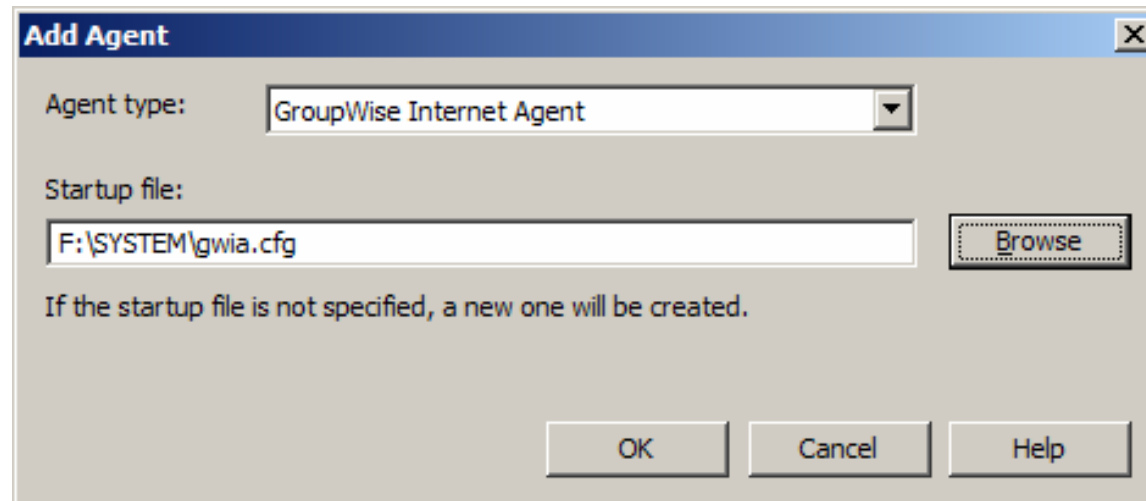 Add Agent
Agent type:
GroupWise Internet Agent
Startup file:
F:\SYSTEM\gwia.cfg
Browse
If the startup file is not specified, a new one will be created.
OK Cancel Help